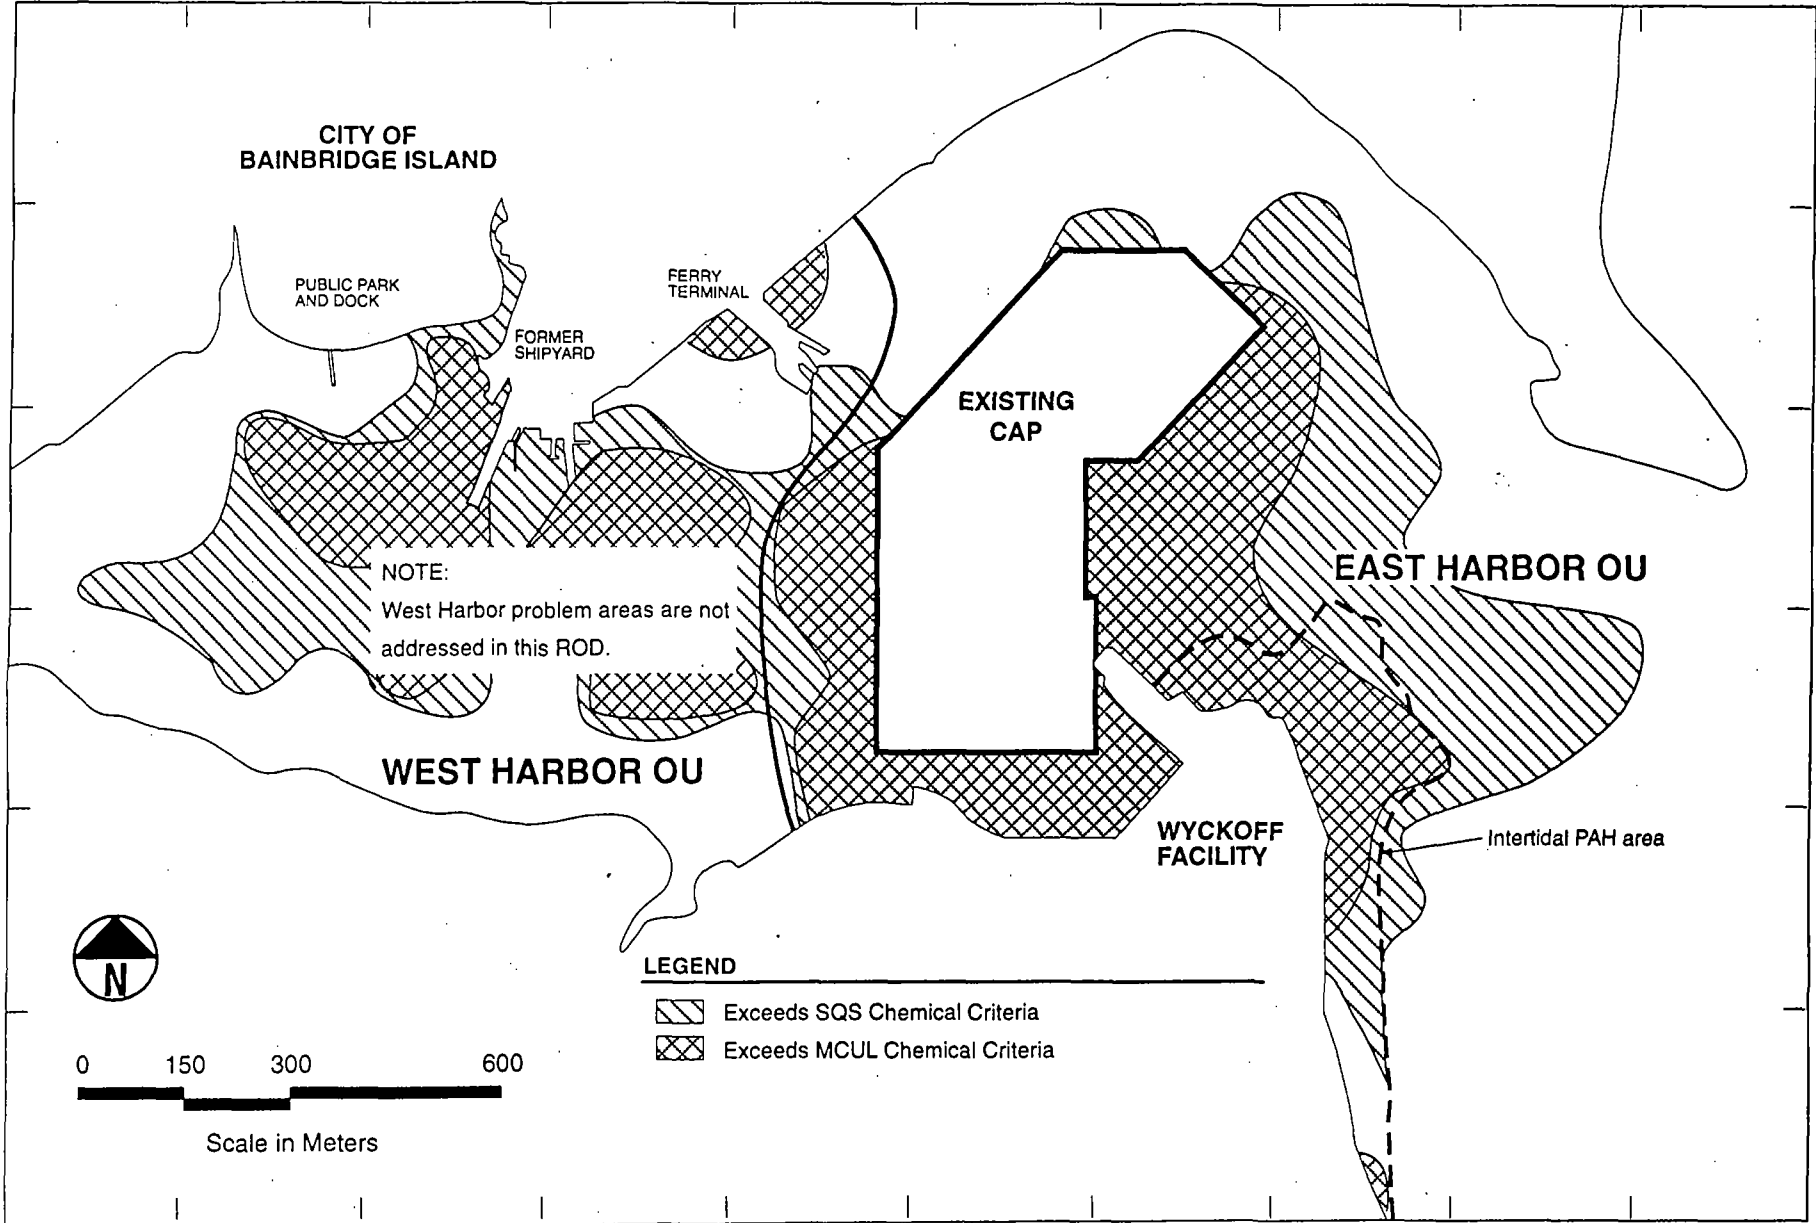 CITY OF
BAINBRIDGE ISLAND
PUBLIC PARK
AND DOCK
FERRY
TERMINAL
FORMER
SHIPYARD
EXISTING
CAP
NOTE:
West Harbor problem areas are not
addressed in this ROD.
EAST HARBOR OU
WEST HARBOR OU
WYCKOFF
FACILITY
Intertidal PAH area
N
LEGEND
Exceeds SQS Chemical Criteria
Exceeds MCUL Chemical Criteria
0 150 300 600
Scale in Meters